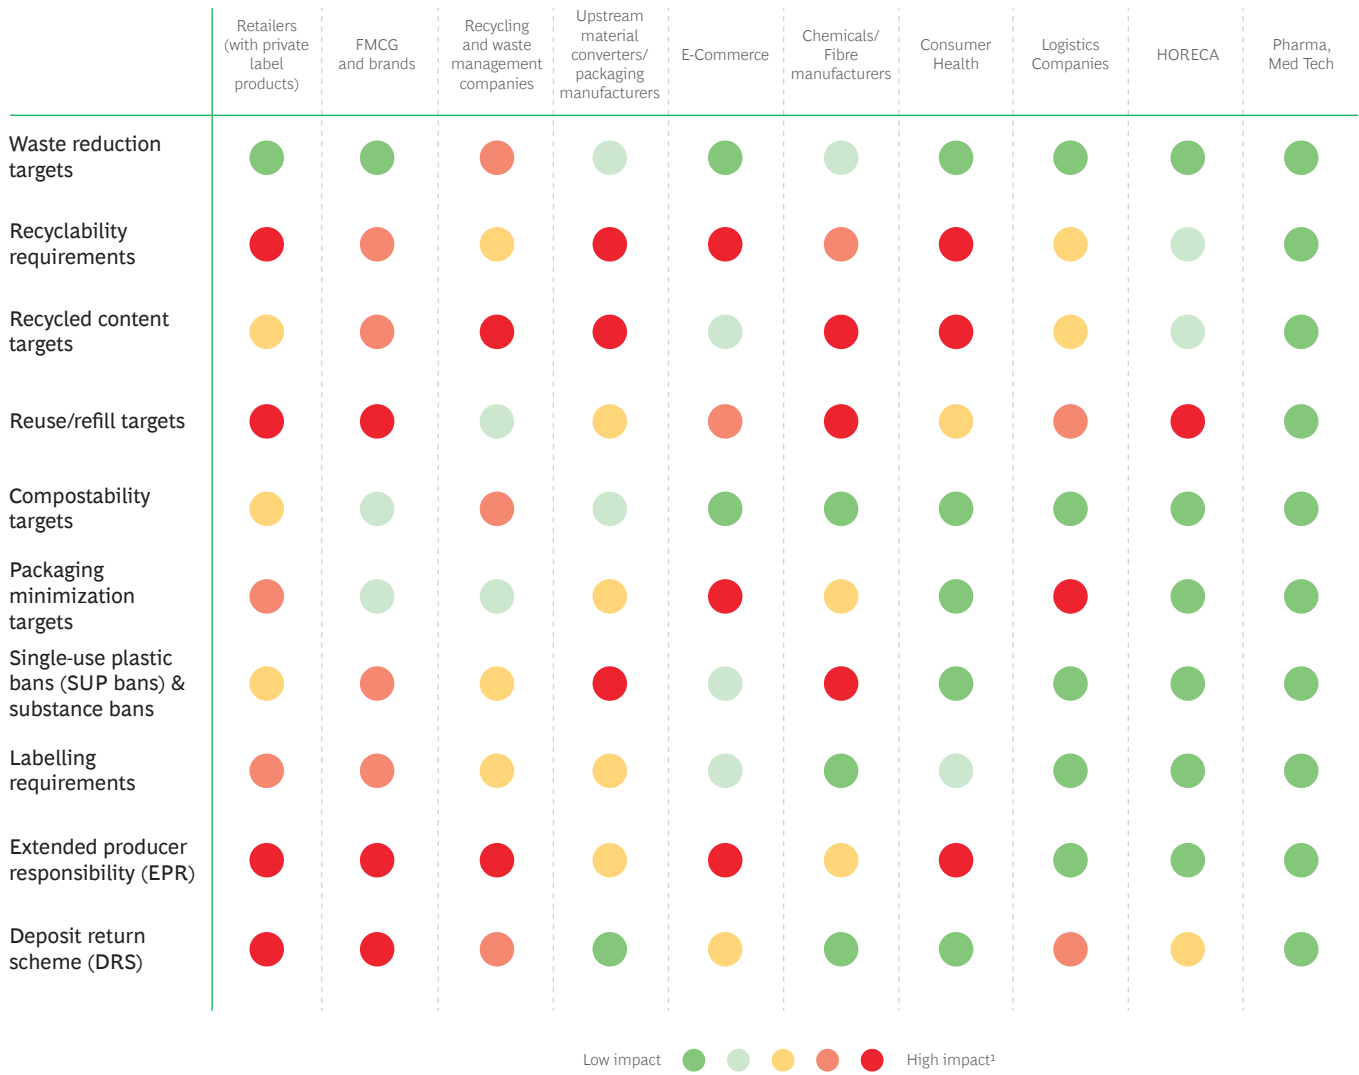 Retailers
(with private
label
products)
FMCG
and brands
Recycling
and waste
management
companies
Upstream
material
converters/
packaging
manufacturers
E-Commerce
Chemicals/
Fibre
manufacturers
Consumer
Health
Logistics
Companies
HORECA
Pharma,
Med Tech
Waste reduction
targets
Recyclability
requirements
Recycled content
targets
Reuse/refill targets
Compostability
targets
Packaging
minimization
targets
Single-use plastic
bans (SUP bans) &
substance bans
Labelling
requirements
Extended producer
responsibility (EPR)
Deposit return
scheme (DRS)
Low impact
High impact¹